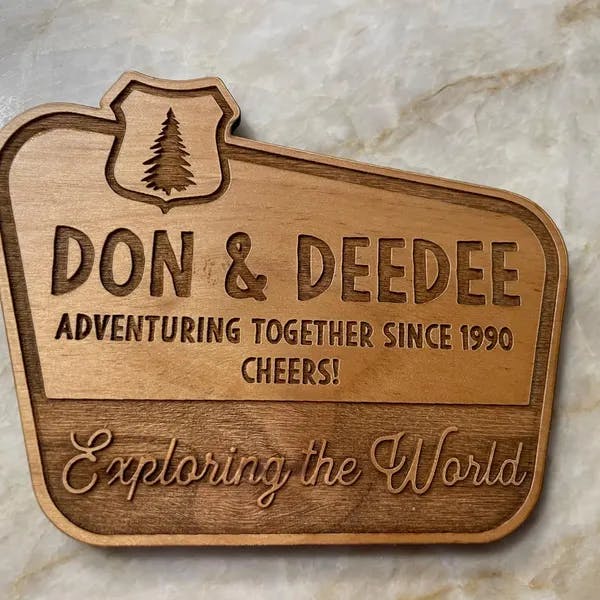 DON & DEEDEE
ADVENTURING TOGETHER SINCE 1990
CHEERS!
Exploring the World